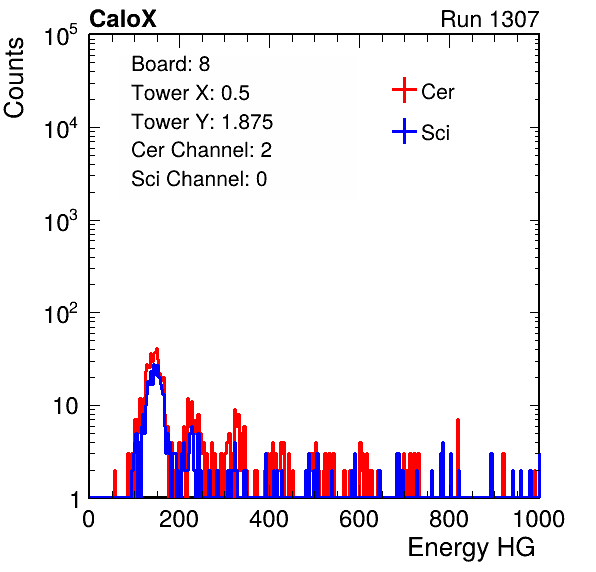 CaloX Run 1307
Counts
Board: 8
Tower X: 0.5
Tower Y: 1.875
Cer Channel: 2
Sci Channel: 0
Cer
Sci
10^5
10^4
10^3
10^2
10
1
0 200 400 600 800 1000
Energy HG